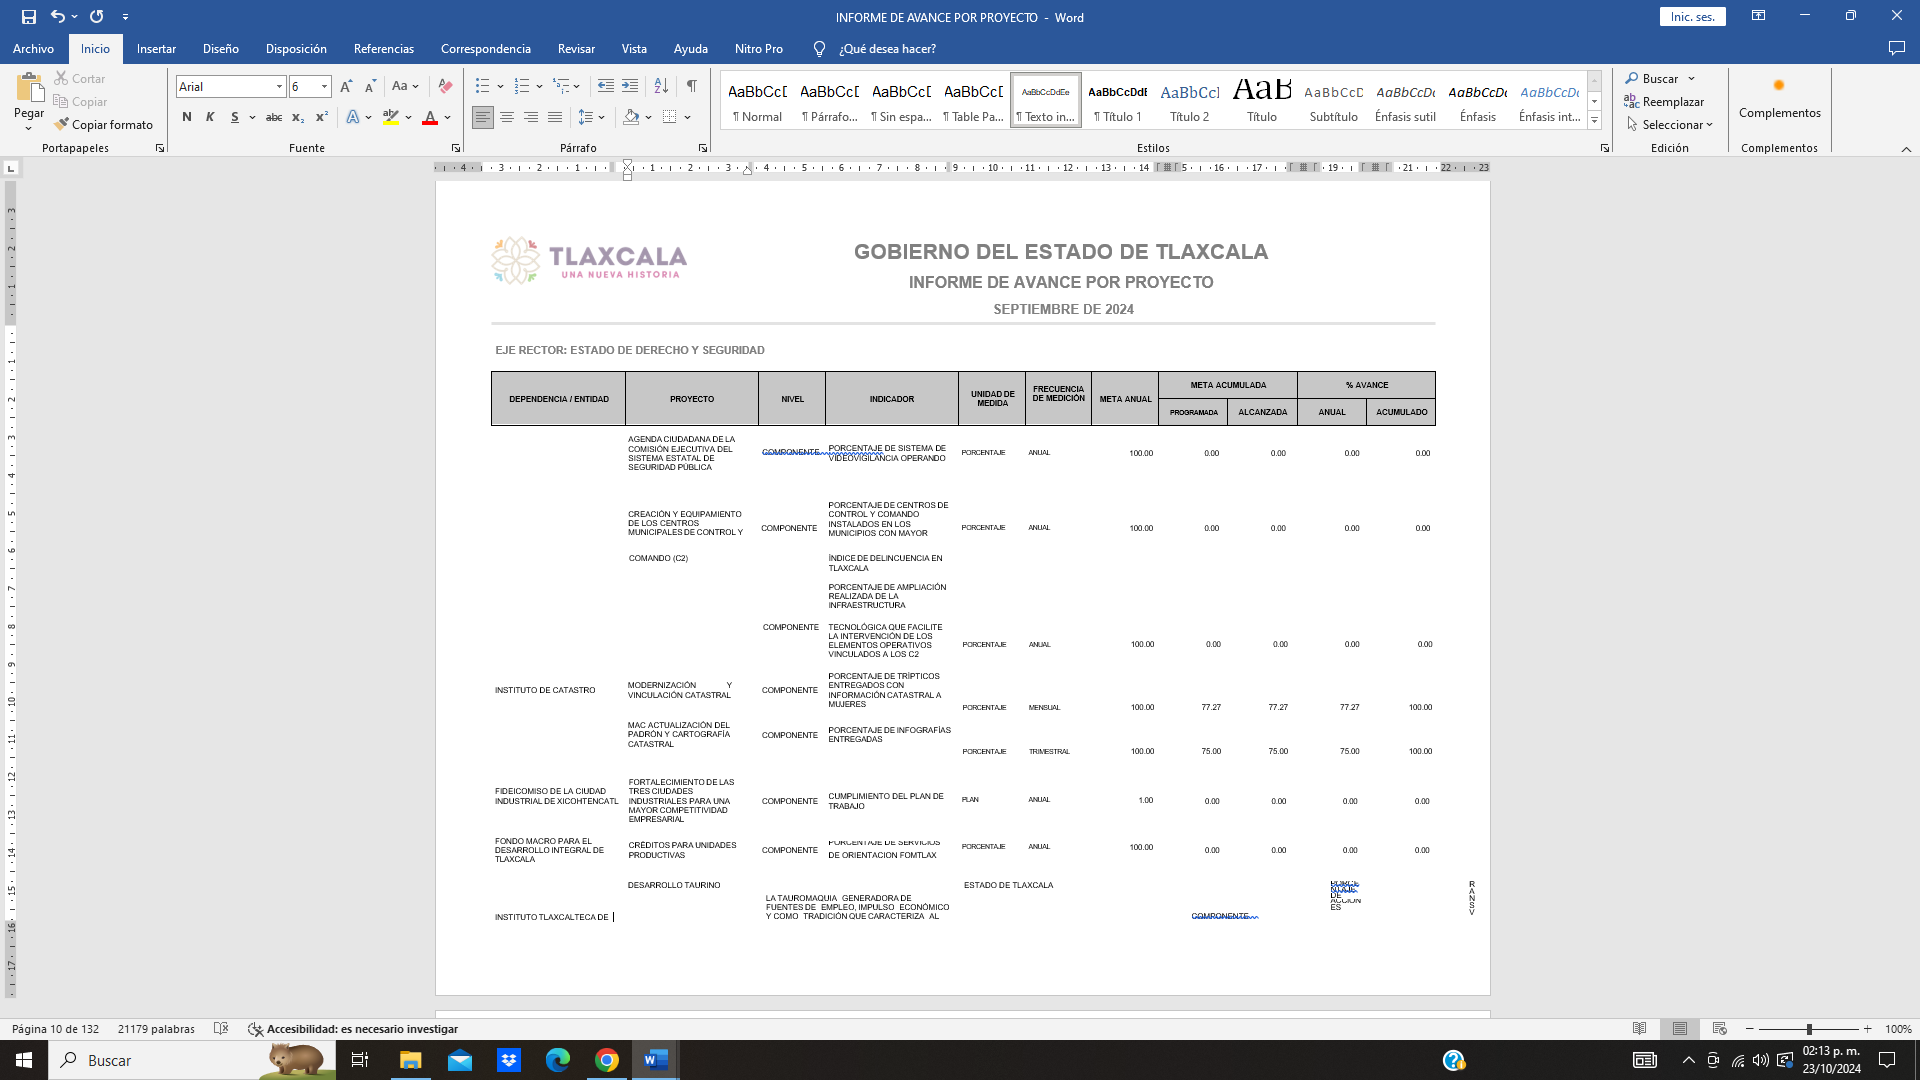 INFORME DE AVANCE POR PROYECTO - Word
Inic. ses.
Archivo Inicio Insertar Diseño Disposición Referencias Correspondencia Revisar Vista Ayuda Nitro Pro ¿Qué desea hacer?
Pegar
Cortar
Copiar
Copiar formato
Portapapeles
Arial 6
Fuente
Párrafo
AaBbCcI AaBbCcI AaBbCcI AaBbCcI AaBbCcDdEe AaBbCcDdE AaBbCcI AaB AaBbCcD AaBbCcDc AaBbCcDc AaBbCcDc
¶ Normal ¶ Párrafo... ¶ Sin espa... ¶ Table Pa... ¶ Texto in... ¶ Título 1 Título 2 Título Subtítulo Énfasis sutil Énfasis Énfasis int...
Estilos
Buscar
Reemplazar
Seleccionar
Edición
Complementos
Complementos
TLAXCALA
UNA NUEVA HISTORIA
GOBIERNO DEL ESTADO DE TLAXCALA
INFORME DE AVANCE POR PROYECTO
SEPTIEMBRE DE 2024
EJE RECTOR: ESTADO DE DERECHO Y SEGURIDAD
DEPENDENCIA / ENTIDAD PROYECTO NIVEL INDICADOR UNIDAD DE MEDIDA FRECUENCIA DE MEDICIÓN META ANUAL META ACUMULADA % AVANCE
PROGRAMADA ALCANZADA ANUAL ACUMULADO
AGENDA CIUDADANA DE LA
COMISIÓN EJECUTIVA DEL
SISTEMA ESTATAL DE
SEGURIDAD PÚBLICA
COMPONENTE
PORCENTAJE DE SISTEMA DE
VIDEOVIGILANCIA OPERANDO
PORCENTAJE ANUAL 100.00 0.00 0.00 0.00 0.00
CREACIÓN Y EQUIPAMIENTO
DE LOS CENTROS
MUNICIPALES DE CONTROL Y
COMPONENTE
PORCENTAJE DE CENTROS DE
CONTROL Y COMANDO
INSTALADOS EN LOS
MUNICIPIOS CON MAYOR
PORCENTAJE ANUAL 100.00 0.00 0.00 0.00 0.00
COMANDO (C2)
ÍNDICE DE DELINCUENCIA EN
TLAXCALA
PORCENTAJE DE AMPLIACIÓN
REALIZADA DE LA
INFRAESTRUCTURA
COMPONENTE
TECNOLÓGICA QUE FACILITE
LA INTERVENCIÓN DE LOS
ELEMENTOS OPERATIVOS
VINCULADOS A LOS C2
PORCENTAJE ANUAL 100.00 0.00 0.00 0.00 0.00
INSTITUTO DE CATASTRO
MODERNIZACIÓN Y
VINCULACIÓN CATASTRAL
COMPONENTE
PORCENTAJE DE TRÍPTICOS
ENTREGADOS CON
INFORMACIÓN CATASTRAL A
MUJERES
PORCENTAJE MENSUAL 100.00 77.27 77.27 77.27 100.00
MAC ACTUALIZACIÓN DEL
PADRÓN Y CARTOGRAFÍA
CATASTRAL
COMPONENTE
PORCENTAJE DE INFOGRAFÍAS
ENTREGADAS
PORCENTAJE TRIMESTRAL 100.00 75.00 75.00 75.00 100.00
FIDEICOMISO DE LA CIUDAD
INDUSTRIAL DE XICOHTENCATL
FORTALECIMIENTO DE LAS
TRES CIUDADES
INDUSTRIALES PARA UNA
MAYOR COMPETITIVIDAD
EMPRESARIAL
COMPONENTE
CUMPLIMIENTO DEL PLAN DE
TRABAJO
PLAN ANUAL 1.00 0.00 0.00 0.00 0.00
FONDO MACRO PARA EL
DESARROLLO INTEGRAL DE
TLAXCALA
CRÉDITOS PARA UNIDADES
PRODUCTIVAS
COMPONENTE
PORCENTAJE DE SERVICIOS
DE ORIENTACION FOMTLAX
PORCENTAJE ANUAL 100.00 0.00 0.00 0.00 0.00
INSTITUTO TLAXCALTECA DE
DESARROLLO TAURINO
LA TAUROMAQUIA GENERADORA DE
FUENTES DE EMPLEO, IMPULSO ECONÓMICO
Y COMO TRADICIÓN QUE CARACTERIZA AL
ESTADO DE TLAXCALA
COMPONENTE
DE
ACCION
ES
R
A
N
S
V
Página 10 de 132 21179 palabras Accesibilidad: es necesario investigar 100%
Buscar
02:13 p. m.
23/10/2024